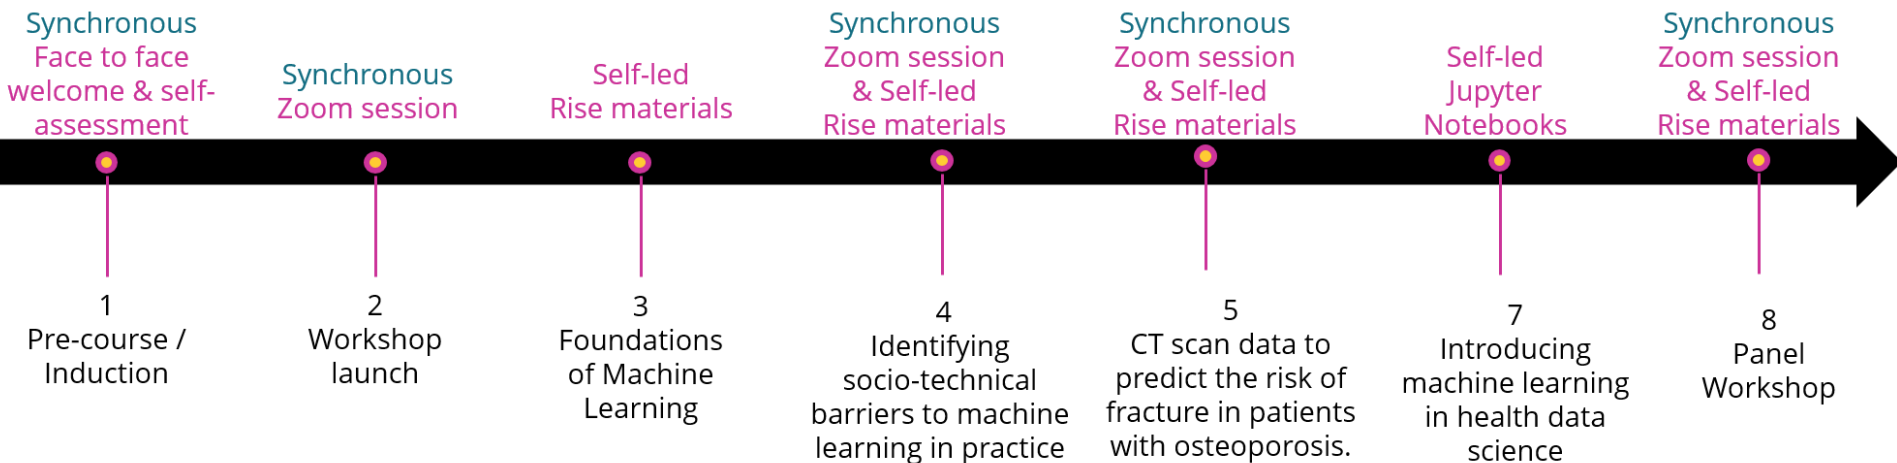 Synchronous
Face to face
welcome & self-
assessment
Synchronous
Zoom session
Self-led
Rise materials
Synchronous
Zoom session
& Self-led
Rise materials
Synchronous
Zoom session
& Self-led
Rise materials
Self-led
Jupyter
Notebooks
Synchronous
Zoom session
& Self-led
Rise materials
1
Pre-course /
Induction
2
Workshop
launch
3
Foundations
of Machine
Learning
4
Identifying
socio-technical
barriers to machine
learning in practice
5
CT scan data to
predict the risk of
fracture in patients
with osteoporosis.
7
Introducing
machine learning
in health data
science
8
Panel
Workshop